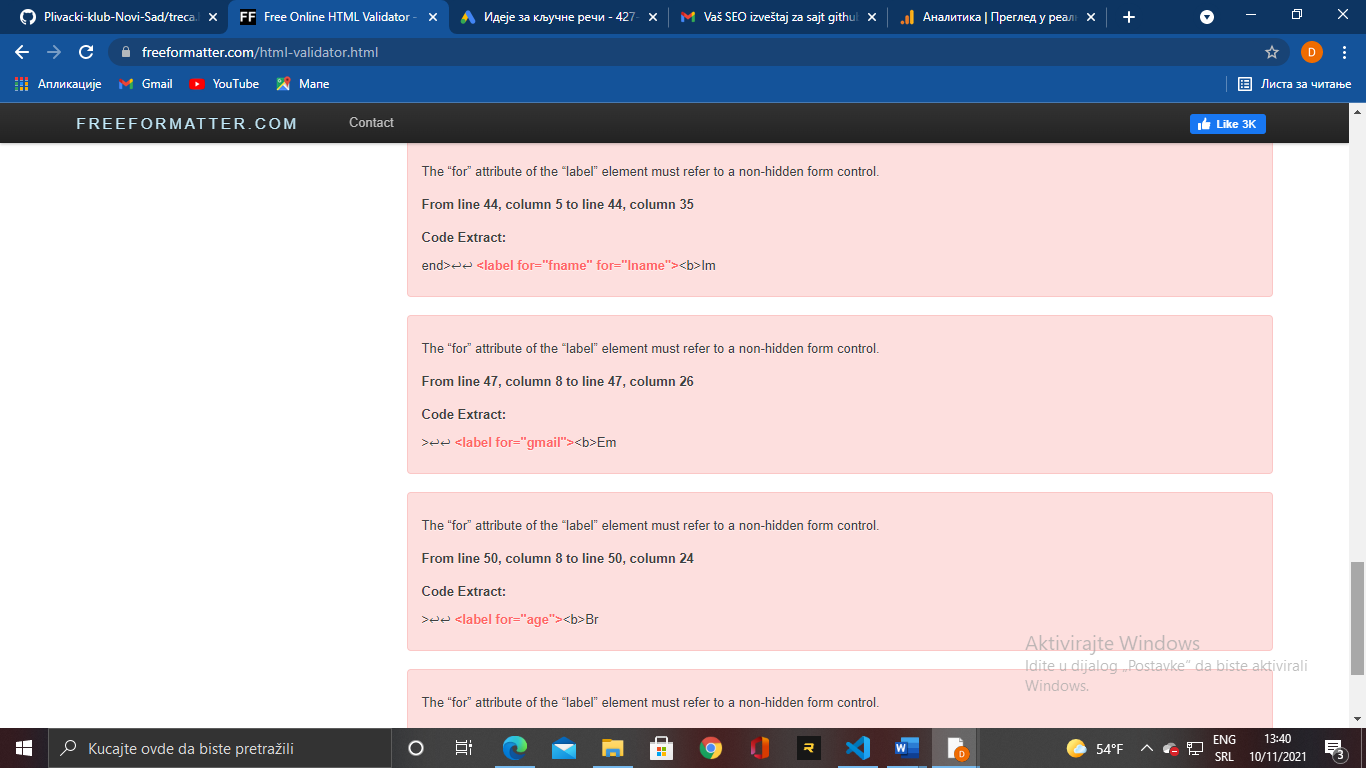 Plivacki-klub-Novi-Sad/treca.
Free Online HTML Validator -
Идеје за кључне речи - 427-
Vaš SEO izveštaj za sajt githu
Аналитика | Преглед у реал
freeformatter.com/html-validator.html
D
Апликације
Gmail
YouTube
Мапе
Листа за читање
FREEFORMATTER.COM
Contact
Like 3K
The “for” attribute of the “label” element must refer to a non-hidden form control.
From line 44, column 5 to line 44, column 35
Code Extract:
end>↩↩ <label for="fname" for="lname"><b>Im
The “for” attribute of the “label” element must refer to a non-hidden form control.
From line 47, column 8 to line 47, column 26
Code Extract:
>↩↩ <label for="gmail"><b>Em
The “for” attribute of the “label” element must refer to a non-hidden form control.
From line 50, column 8 to line 50, column 24
Code Extract:
>↩↩ <label for="age"><b>Br
The “for” attribute of the “label” element must refer to a non-hidden form control.
Aktivirajte Windows
Idite u dijalog „Postavke“ da biste aktivirali
Windows.
Kucajte ovde da biste pretražili
54°F
ENG
SRL
13:40
10/11/2021
3